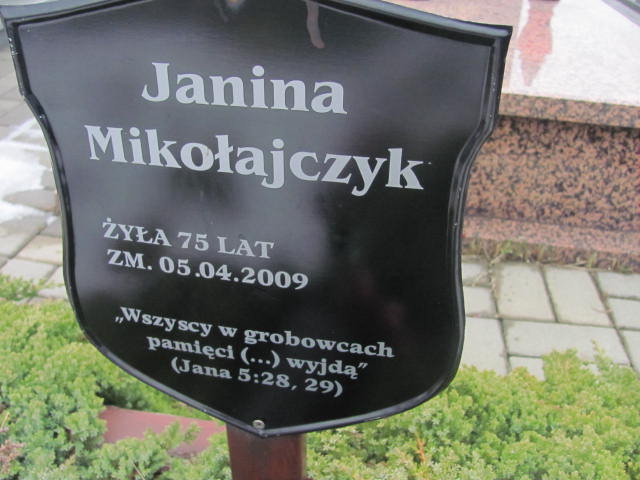 Janina
Mikołajczyk
ŻYŁA 75 LAT
ZM. 05.04.2009
„Wszyscy w grobowcach
pamięci (...) wyjdą”
(Jana 5:28, 29)